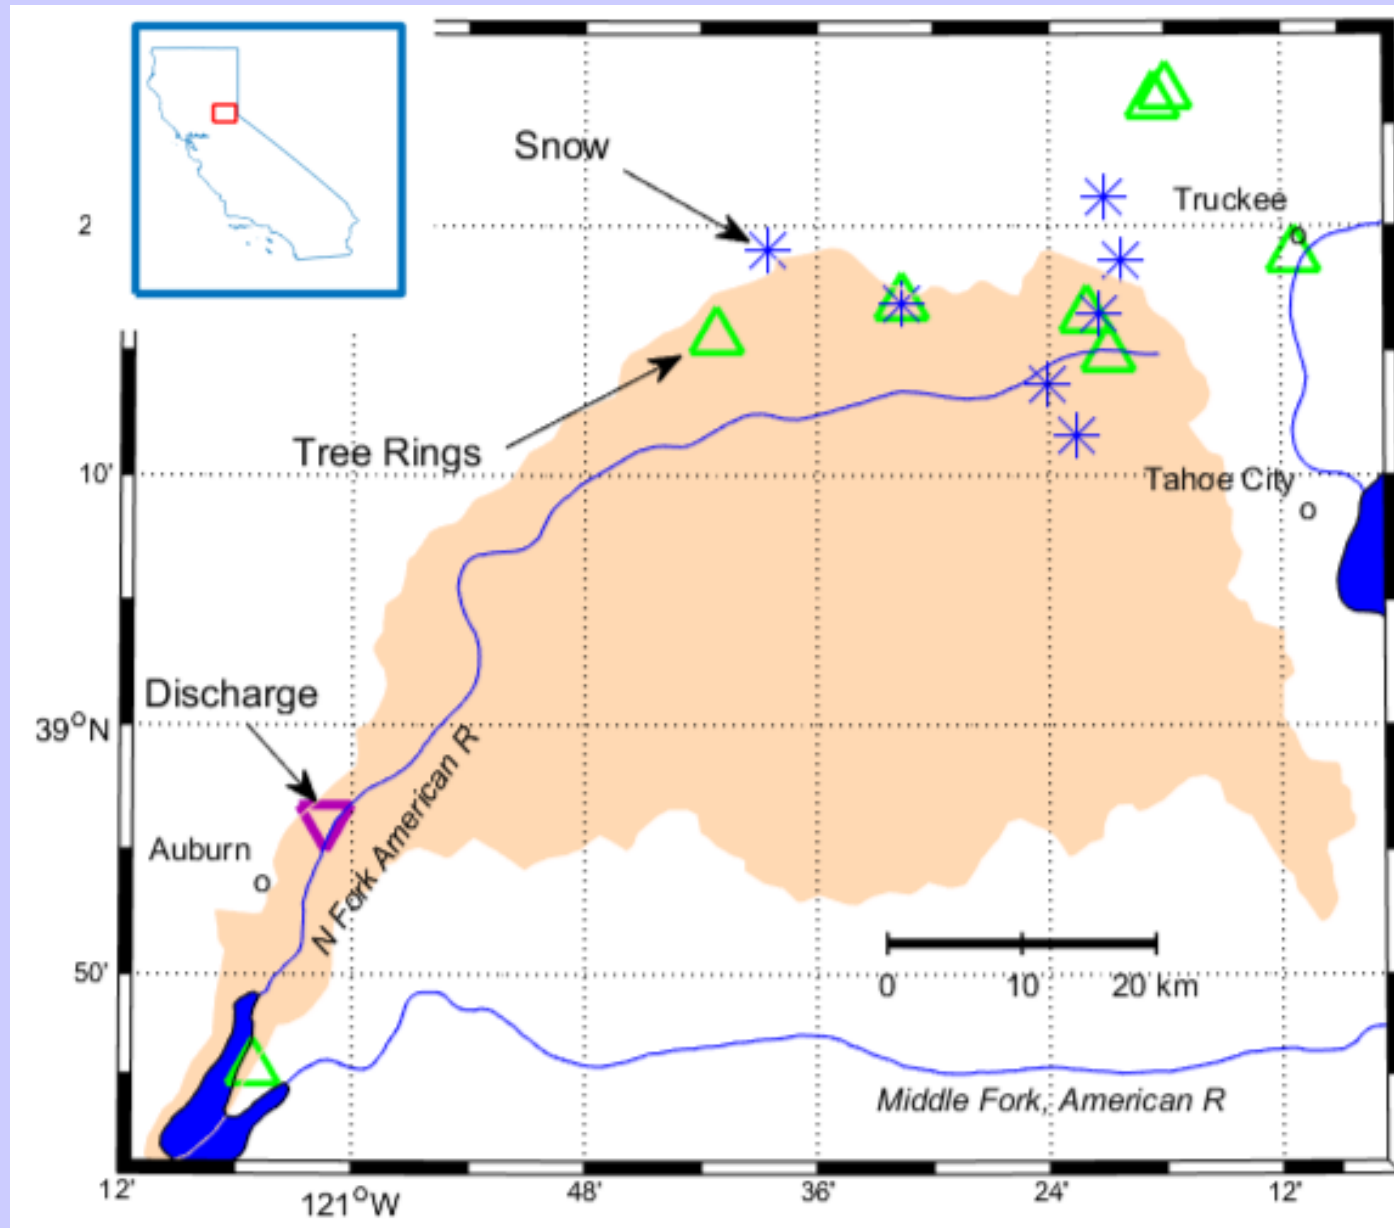 Snow
Truckee
2
Tree Rings
10'
Tahoe City
Discharge
39°N
N Fork American R
Auburn
50'
0 10 20 km
Middle Fork, American R
12' 121°W 48' 36' 24' 12'